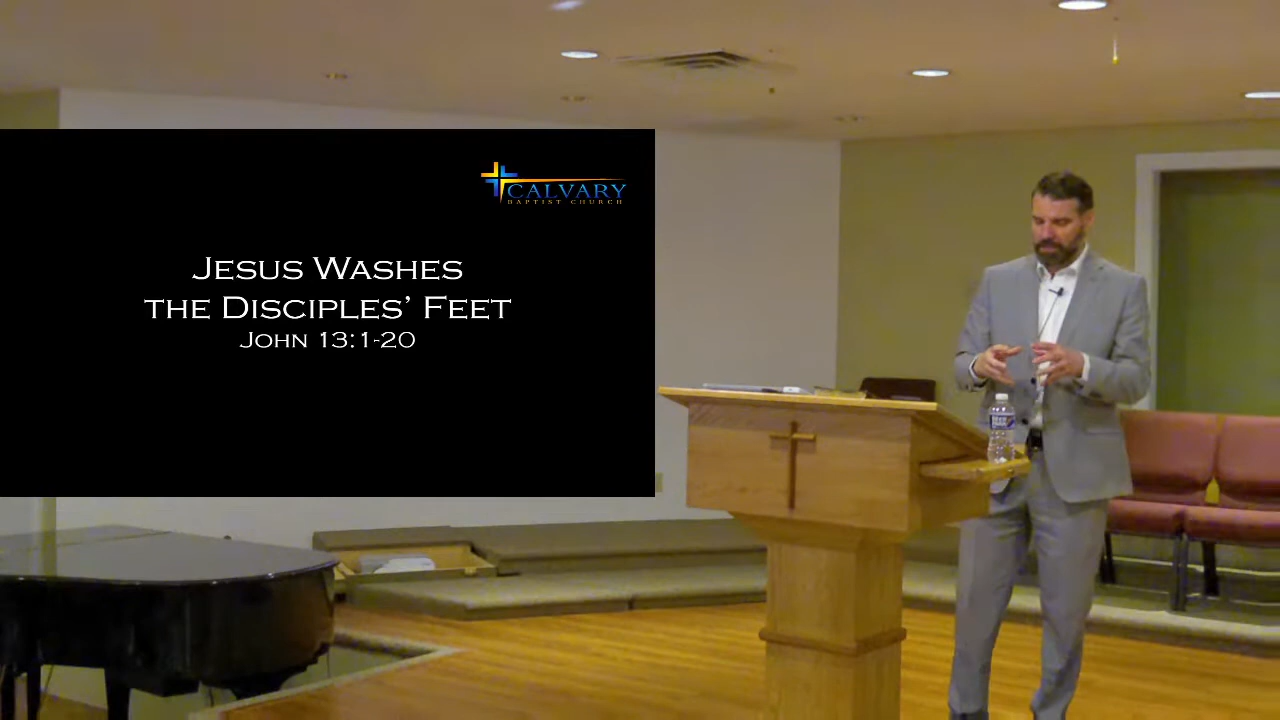 CALVARY
BAPTIST CHURCH
JESUS WASHES
THE DISCIPLES' FEET
JOHN 13:1-20